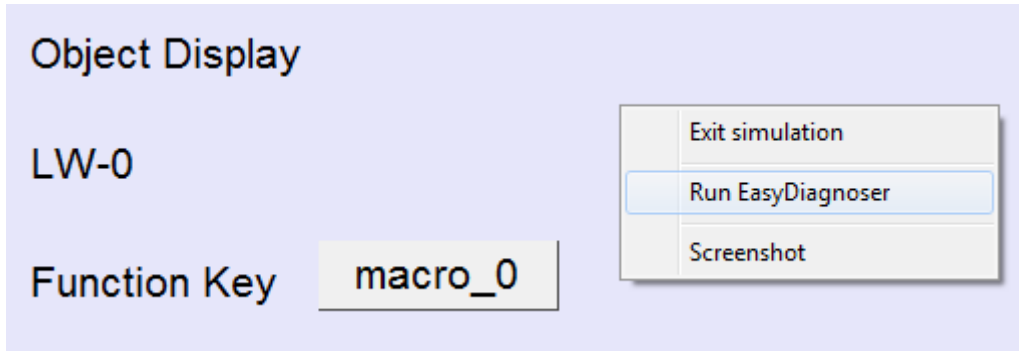 Object Display
LW-0
Function Key
macro_0
Exit simulation
Run EasyDiagnoser
Screenshot